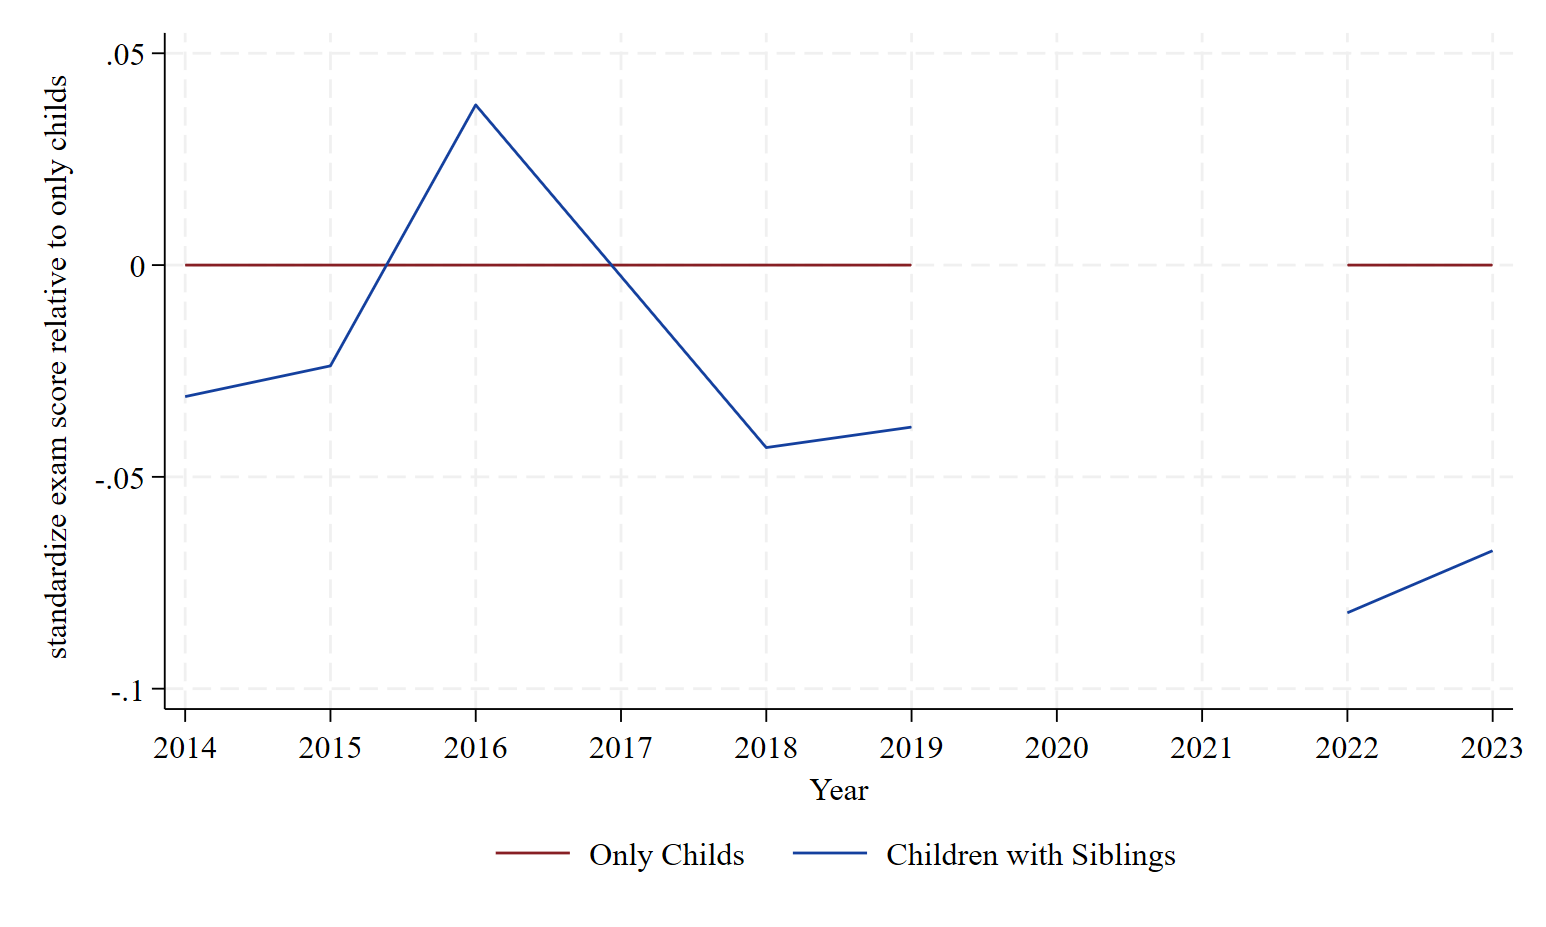 standardize exam score relative to only childs
.05
0
-.05
-.1
2014 2015 2016 2017 2018 2019 2020 2021 2022 2023
Year
Only Childs Children with Siblings